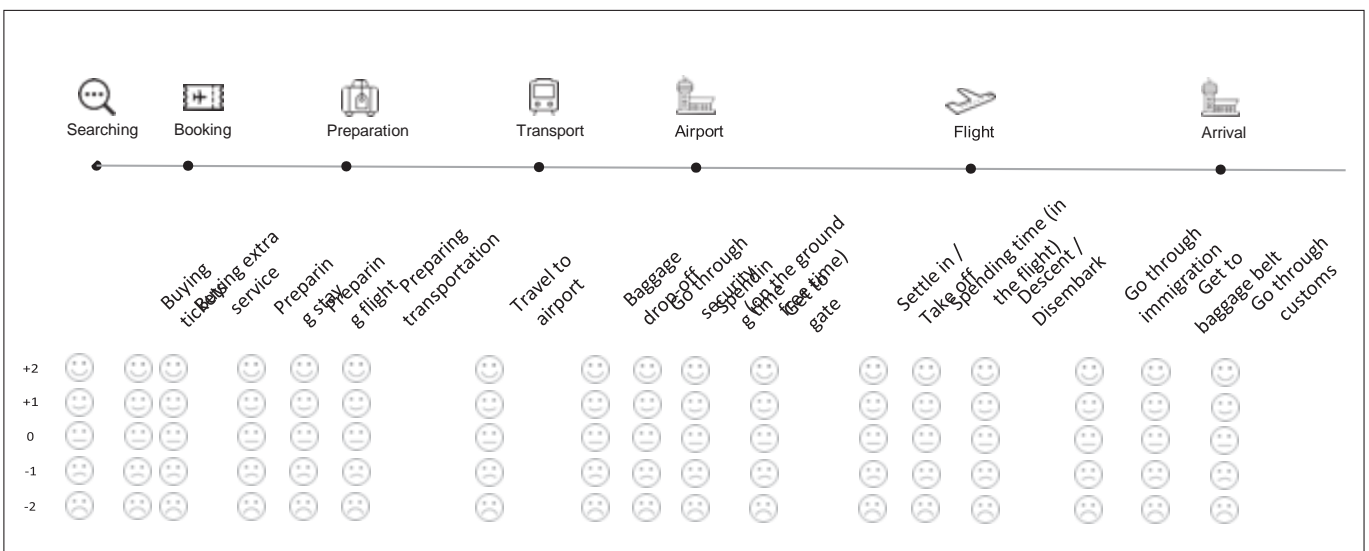 Searching
Booking
Preparation
Transport
Airport
Flight
Arrival
Buying
tickets
Buying extra
service
Preparin
g stay
Preparin
g flight
Preparing
transportation
Travel to
airport
Baggage
drop-off
Go through
security
Spendin
g time
(on the ground
free time)
Get to
gate
Settle in /
Take off
Spending time (in
the flight)
Descent /
Disembark
Go through
immigration
Get to
baggage belt
Go through
customs
+2
+1
0
-1
-2